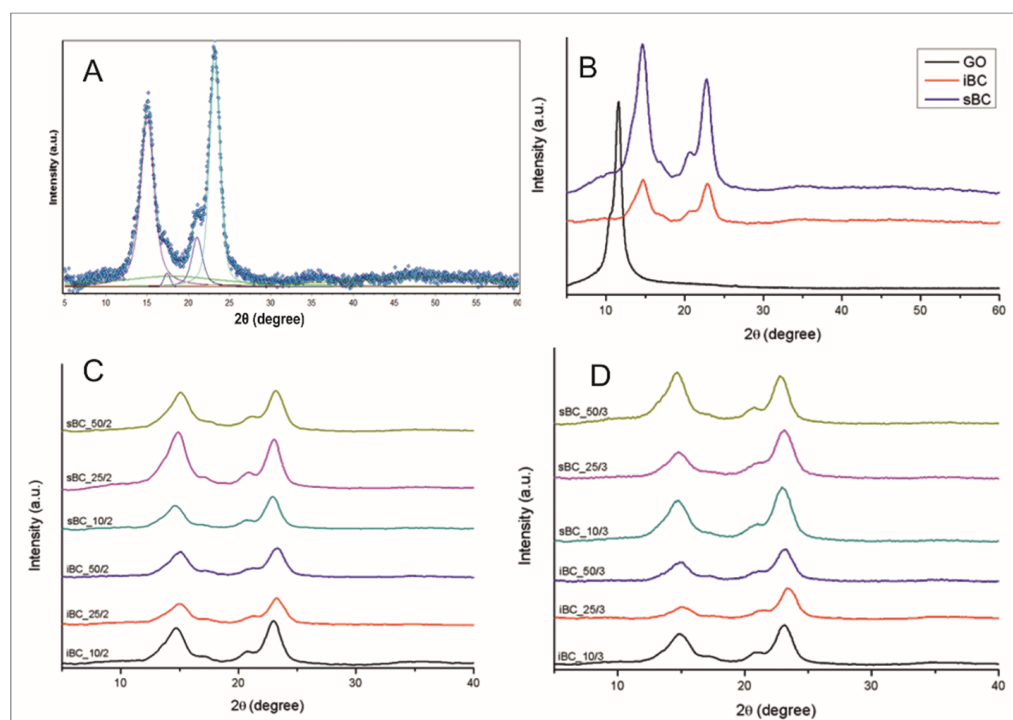 A
Intensity (a.u.)
5 10 15 20 25 30 35 40 45 50 55 60
2θ (degree)
B
GO
iBC
sBC
Intensity (a.u.)
10 20 30 40 50 60
2θ (degree)
C
sBC_50/2
sBC_25/2
sBC_10/2
iBC_50/2
iBC_25/2
iBC_10/2
Intensity (a.u.)
10 20 30 40
2θ (degree)
D
sBC_50/3
sBC_25/3
sBC_10/3
iBC_50/3
iBC_25/3
iBC_10/3
Intensity (a.u.)
10 20 30 40
2θ (degree)